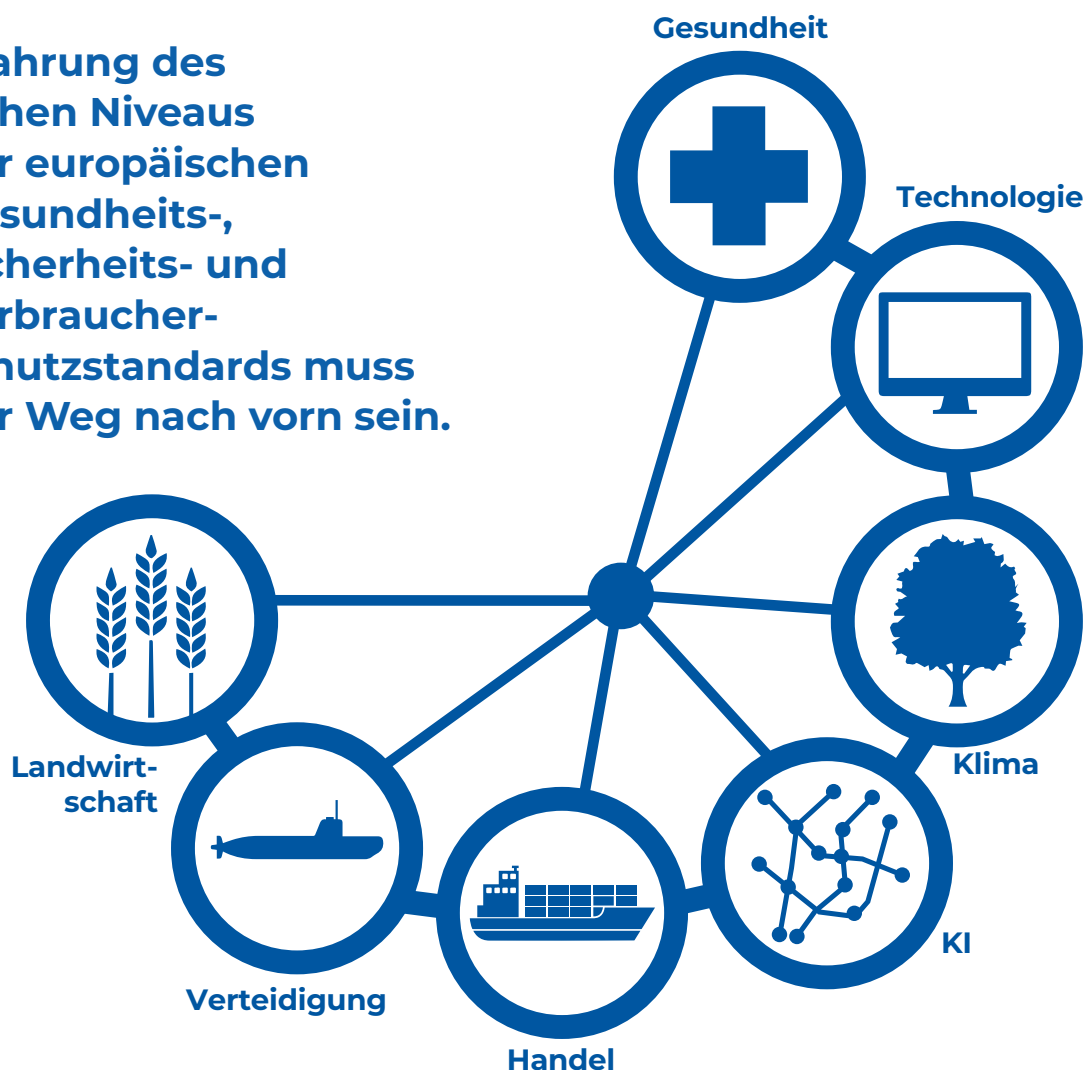 Gesundheit
ahrung des
hen Niveaus
r europäischen
sundheits-,
cherheits- und
rbraucher-
hutzstandards muss
r Weg nach vorn sein.
Technologie
Landwirt-
schaft
Klima
KI
Verteidigung
Handel